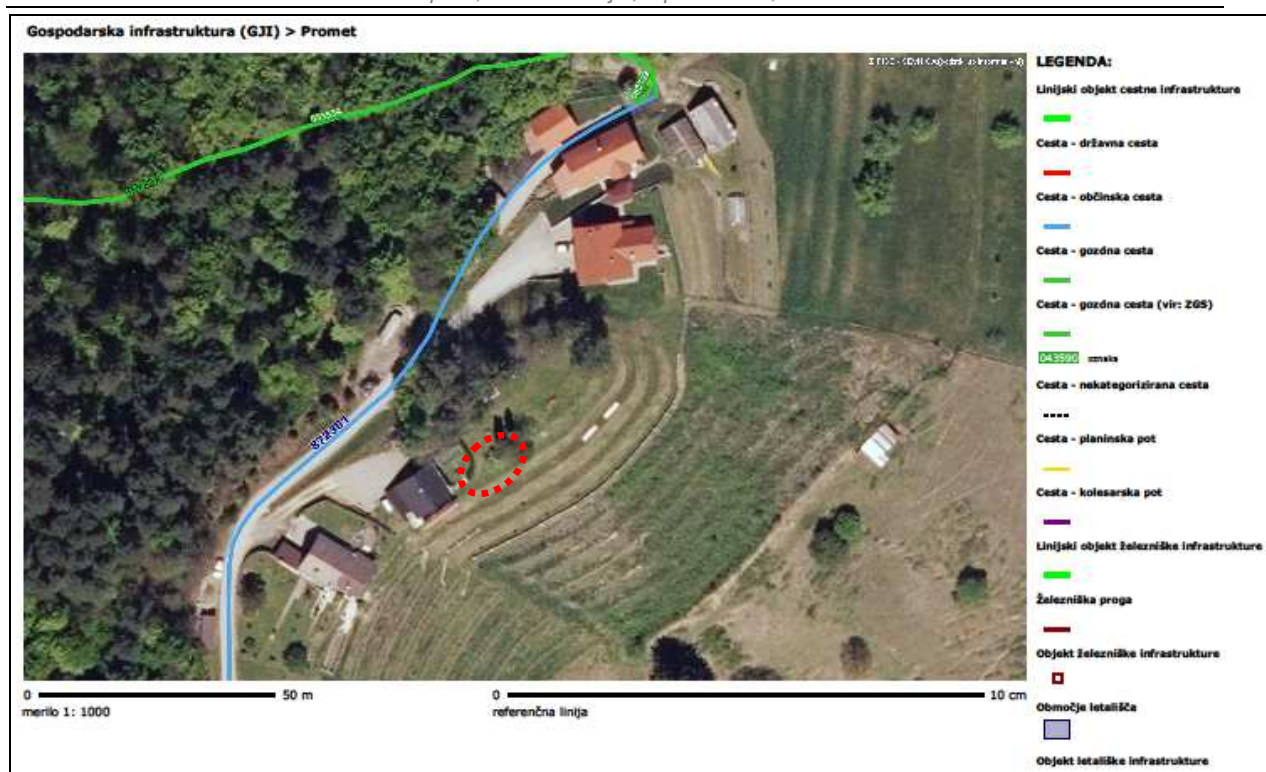 Gospodarska infrastruktura (GJI) > Promet
LEGENDA:
Linijski objekt cestne infrastrukture
Cesta - državna cesta
Cesta - občinska cesta
Cesta - gozdna cesta
Cesta - gozdna cesta (vir: ZGS)
043590 oznaka
Cesta - nekategorizirana cesta
Cesta - planinska pot
Cesta - kolesarska pot
Linijski objekt železniške infrastrukture
Železniška proga
Objekt železniške infrastrukture
Območje letališča
Objekt letališke infrastrukture
872301
0 50 m
merilo 1: 1000
0 10 cm
referenčna linija